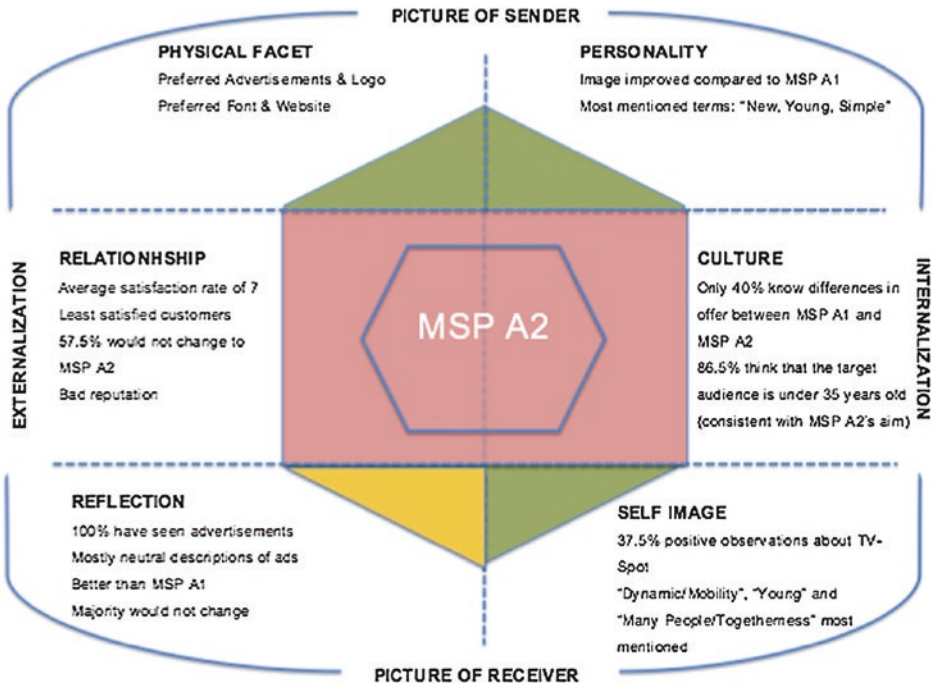 PICTURE OF SENDER
PHYSICAL FACET
Preferred Advertisements & Logo
Preferred Font & Website
PERSONALITY
Image improved compared to MSP A1
Most mentioned terms: "New, Young, Simple"
EXTERNALIZATION
RELATIONHSHIP
Average satisfaction rate of 7
Least satisfied customers
57.5% would not change to
MSP A2
Bad reputation
MSP A2
CULTURE
Only 40% know differences in
offer between MSP A1 and
MSP A2
86.5% think that the target
audience is under 35 years old
(consistent with MSP A2's aim)
INTERNALIZATION
REFLECTION
100% have seen advertisements
Mostly neutral descriptions of ads
Better than MSP A1
Majority would not change
SELF IMAGE
37.5% positive observations about TV-
Spot
"Dynamic/Mobility", "Young" and
"Many People/Togetherness" most
mentioned
PICTURE OF RECEIVER